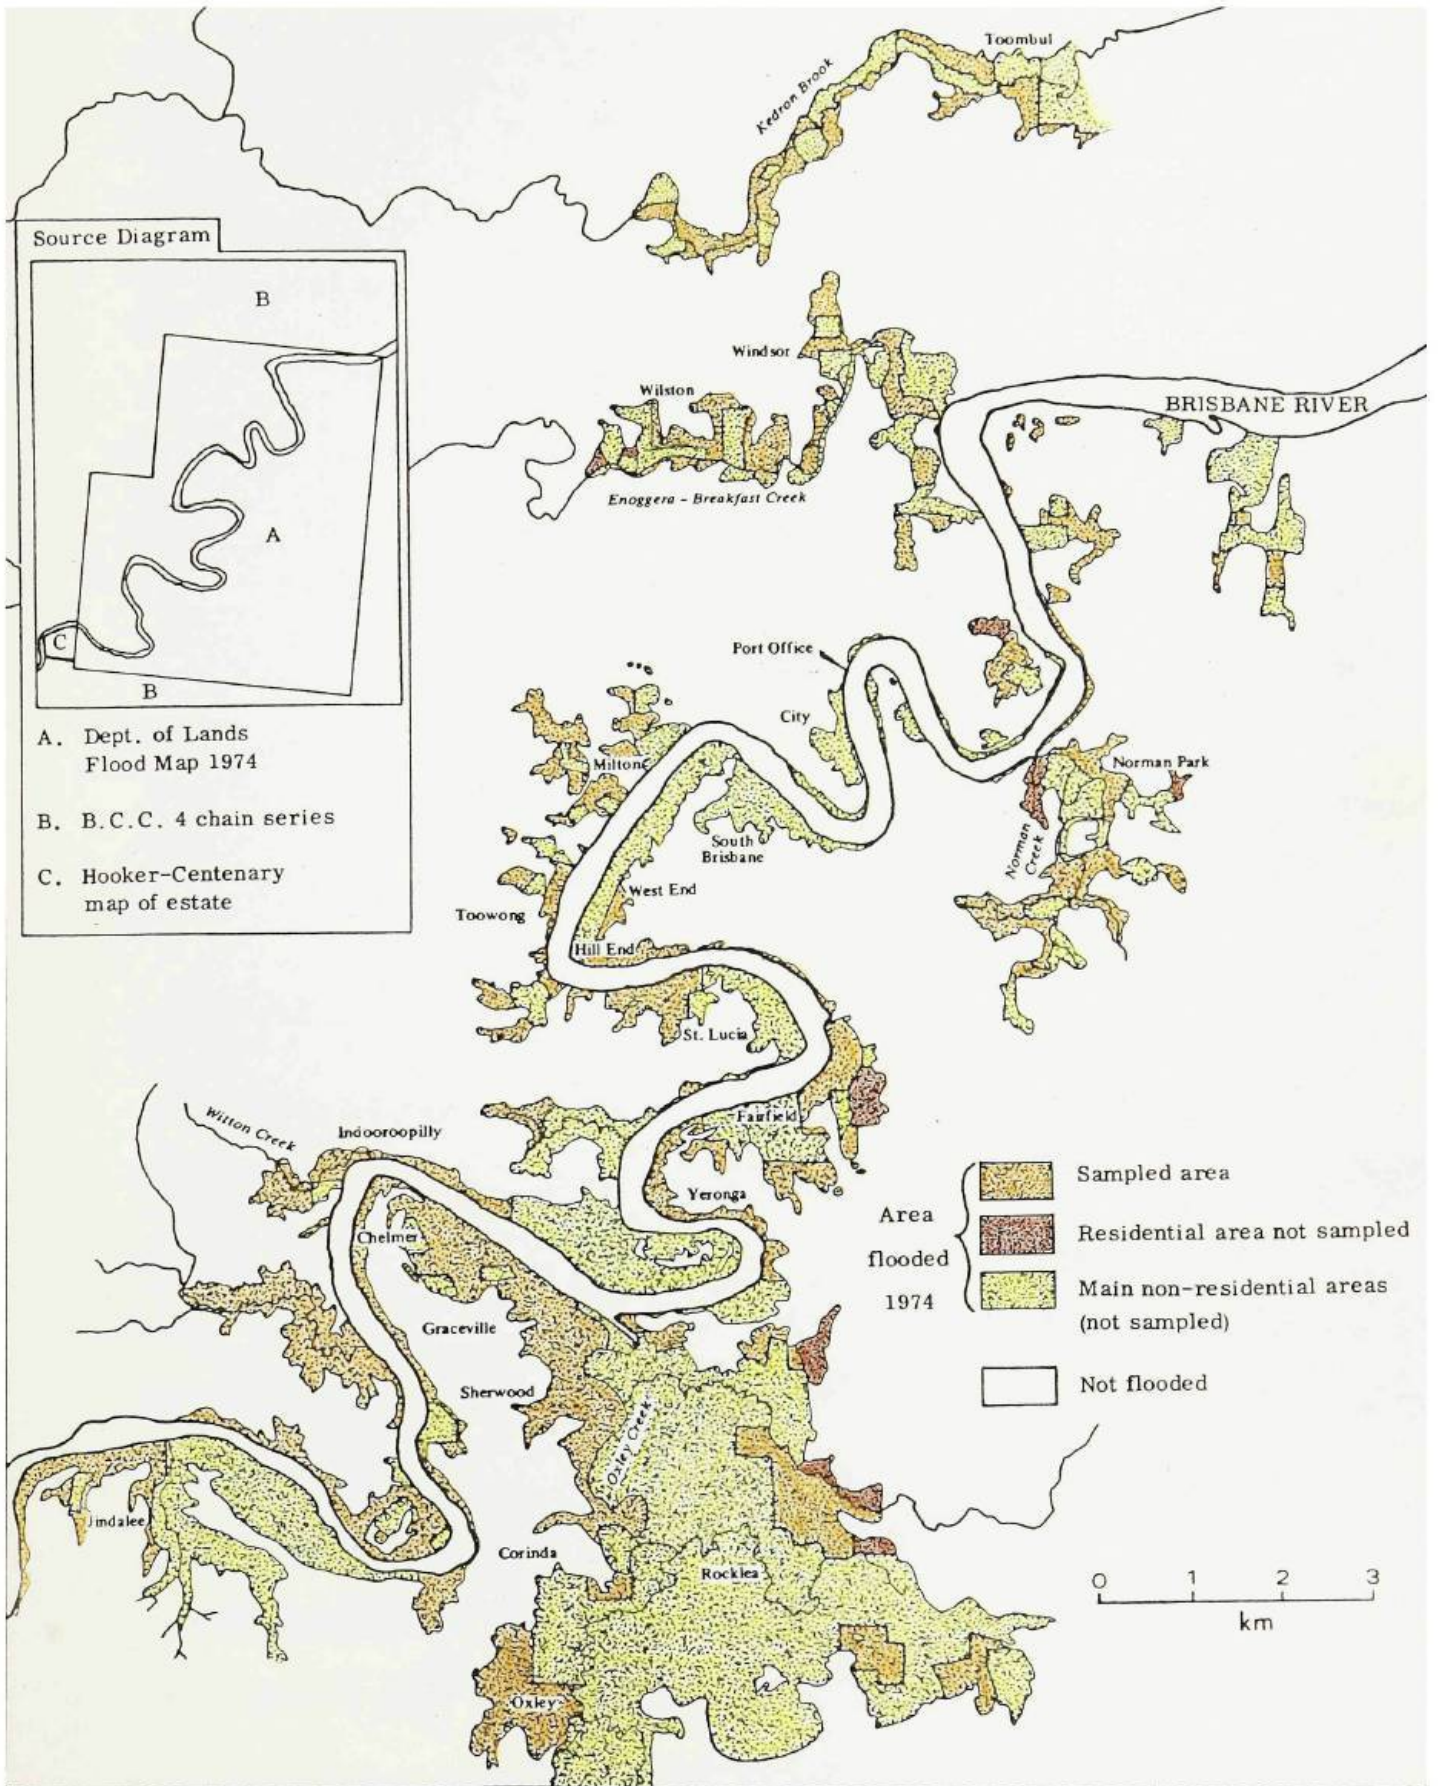 Toombul
Kedron Brook
Source Diagram
B
A
C
B
A. Dept. of Lands
Flood Map 1974
B. B.C.C. 4 chain series
C. Hooker-Centenary
map of estate
Windsor
Wilston
Enoggera - Breakfast Creek
BRISBANE RIVER
Port Office
City
Milton
Norman Park
Norman
Creek
South
Brisbane
West End
Toowong
Hill End
St. Lucia
Fairfield
Witton Creek
Indooroopilly
Yeronga
Chelmer
Graceville
Sherwood
Oxley Creek
Jindalee
Corinda
Rocklea
Oxley
Area
flooded
1974
Sampled area
Residential area not sampled
Main non-residential areas
(not sampled)
Not flooded
0 1 2 3
km